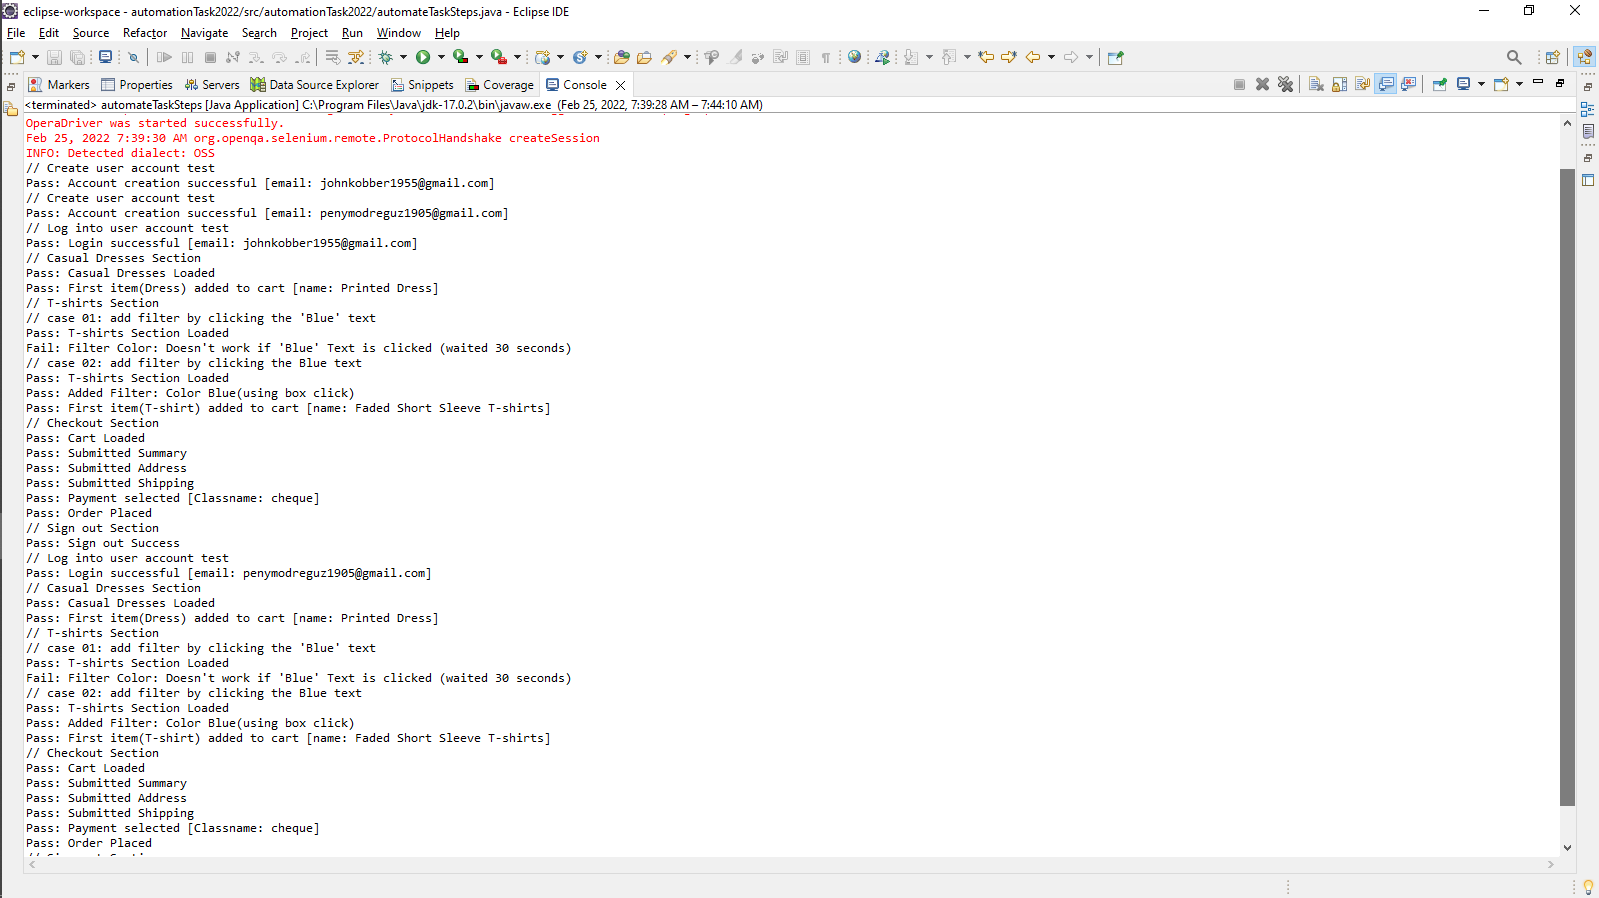 eclipse-workspace - automationTask2022/src/automationTask2022/automateTaskSteps.java - Eclipse IDE
File Edit Source Refactor Navigate Search Project Run Window Help
Markers Properties Servers Data Source Explorer Snippets Coverage Console
<terminated> automateTaskSteps [Java Application] C:\Program Files\Java\jdk-17.0.2\bin\javaw.exe (Feb 25, 2022, 7:39:28 AM – 7:44:10 AM)
OperaDriver was started successfully.
Feb 25, 2022 7:39:30 AM org.openqa.selenium.remote.ProtocolHandshake createSession
INFO: Detected dialect: OSS
// Create user account test
Pass: Account creation successful [email: johnkobber1955@gmail.com]
// Create user account test
Pass: Account creation successful [email: penymodreguz1905@gmail.com]
// Log into user account test
Pass: Login successful [email: johnkobber1955@gmail.com]
// Casual Dresses Section
Pass: Casual Dresses Loaded
Pass: First item(Dress) added to cart [name: Printed Dress]
// T-shirts Section
// case 01: add filter by clicking the 'Blue' text
Pass: T-shirts Section Loaded
Fail: Filter Color: Doesn't work if 'Blue' Text is clicked (waited 30 seconds)
// case 02: add filter by clicking the Blue text
Pass: T-shirts Section Loaded
Pass: Added Filter: Color Blue(using box click)
Pass: First item(T-shirt) added to cart [name: Faded Short Sleeve T-shirts]
// Checkout Section
Pass: Cart Loaded
Pass: Submitted Summary
Pass: Submitted Address
Pass: Submitted Shipping
Pass: Payment selected [Classname: cheque]
Pass: Order Placed
// Sign out Section
Pass: Sign out Success
// Log into user account test
Pass: Login successful [email: penymodreguz1905@gmail.com]
// Casual Dresses Section
Pass: Casual Dresses Loaded
Pass: First item(Dress) added to cart [name: Printed Dress]
// T-shirts Section
// case 01: add filter by clicking the 'Blue' text
Pass: T-shirts Section Loaded
Fail: Filter Color: Doesn't work if 'Blue' Text is clicked (waited 30 seconds)
// case 02: add filter by clicking the Blue text
Pass: T-shirts Section Loaded
Pass: Added Filter: Color Blue(using box click)
Pass: First item(T-shirt) added to cart [name: Faded Short Sleeve T-shirts]
// Checkout Section
Pass: Cart Loaded
Pass: Submitted Summary
Pass: Submitted Address
Pass: Submitted Shipping
Pass: Payment selected [Classname: cheque]
Pass: Order Placed